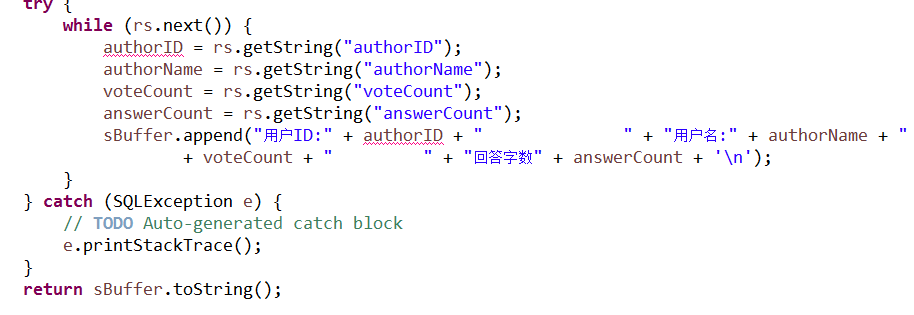 try {
while (rs.next()) {
authorID = rs.getString("authorID");
authorName = rs.getString("authorName");
voteCount = rs.getString("voteCount");
answerCount = rs.getString("answerCount");
sBuffer.append("用户ID:" + authorID + "              " + "用户名:" + authorName + "
+ voteCount + "         " + "回答字数" + answerCount + '\n');
}
} catch (SQLException e) {
// TODO Auto-generated catch block
e.printStackTrace();
}
return sBuffer.toString();